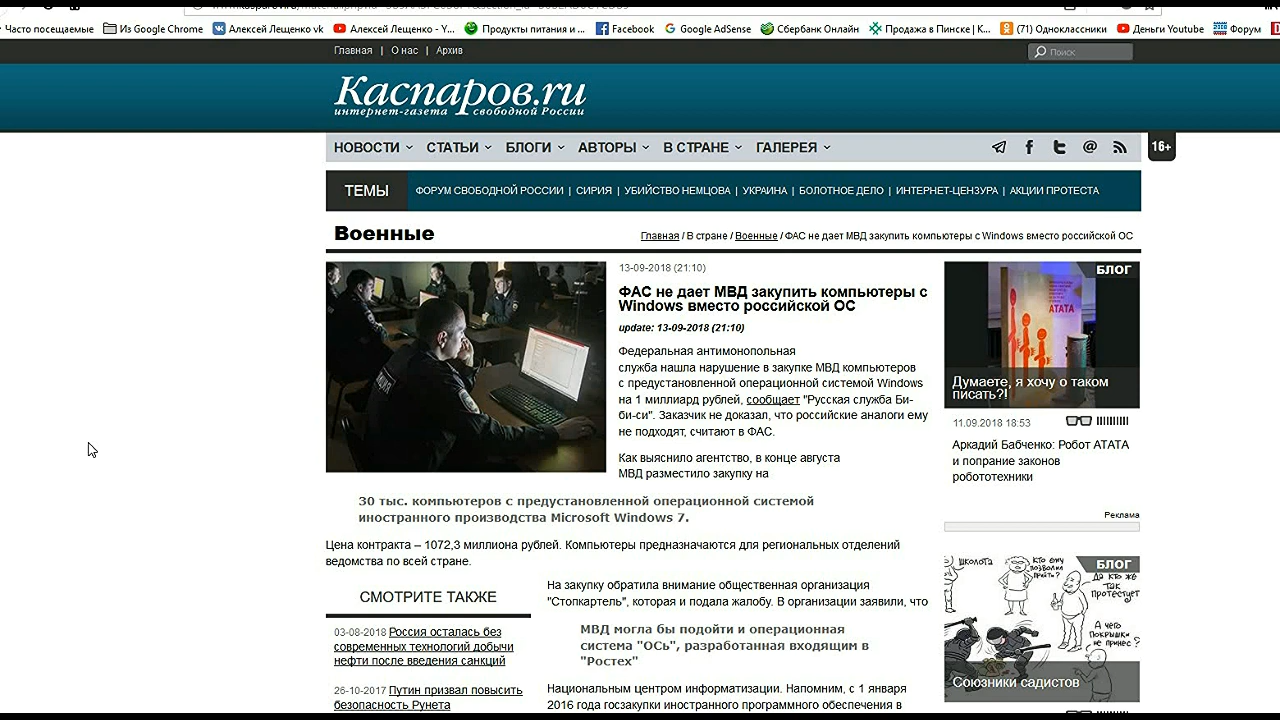 Часто посещаемые
Из Google Chrome
Алексей Лещенко vk
Алексей Лещенко - Y...
Продукты питания и ...
Facebook
Google AdSense
Сбербанк Онлайн
Продажа в Пинске | К...
(71) Одноклассники
Деньги Youtube
Форум
Главная | О нас | Архив
Поиск
Каспаров.ru
интернет-газета свободной России
НОВОСТИ СТАТЬИ БЛОГИ АВТОРЫ В СТРАНЕ ГАЛЕРЕЯ
16+
ТЕМЫ
ФОРУМ СВОБОДНОЙ РОССИИ | СИРИЯ | УБИЙСТВО НЕМЦОВА | УКРАИНА | БОЛОТНОЕ ДЕЛО | ИНТЕРНЕТ-ЦЕНЗУРА | АКЦИИ ПРОТЕСТА
Военные
Главная / В стране / Военные / ФАС не дает МВД закупить компьютеры с Windows вместо российской ОС
13-09-2018 (21:10)
ФАС не дает МВД закупить компьютеры с
Windows вместо российской ОС
update: 13-09-2018 (21:10)
Федеральная антимонопольная
служба нашла нарушение в закупке МВД компьютеров
с предустановленной операционной системой Windows
на 1 миллиард рублей, сообщает "Русская служба Би-
би-си". Заказчик не доказал, что российские аналоги ему
не подходят, считают в ФАС.
Как выяснило агентство, в конце августа
МВД разместило закупку на
30 тыс. компьютеров с предустановленной операционной системой
иностранного производства Microsoft Windows 7.
Цена контракта – 1072,3 миллиона рублей. Компьютеры предназначаются для региональных отделений
ведомства по всей стране.
На закупку обратила внимание общественная организация
"Стопкартель", которая и подала жалобу. В организации заявили, что
МВД могла бы подойти и операционная
система "ОСь", разработанная входящим в
"Ростех"
Национальным центром информатизации. Напомним, с 1 января
2016 года госзакупки иностранного программного обеспечения в
СМОТРИТЕ ТАКЖЕ
03-08-2018 Россия осталась без
современных технологий добычи
нефти после введения санкций
26-10-2017 Путин призвал повысить
безопасность Рунета
БЛОГ
АТАТА
Думаете, я хочу о таком
писать?!
11.09.2018 18:53
Аркадий Бабченко: Робот АТАТА
и попрание законов
робототехники
Реклама
БЛОГ
школота
Кто ему
позволил
прийти?
Да кто же
так
протестует
А чего
покрышки
не принес?
Союзники садистов